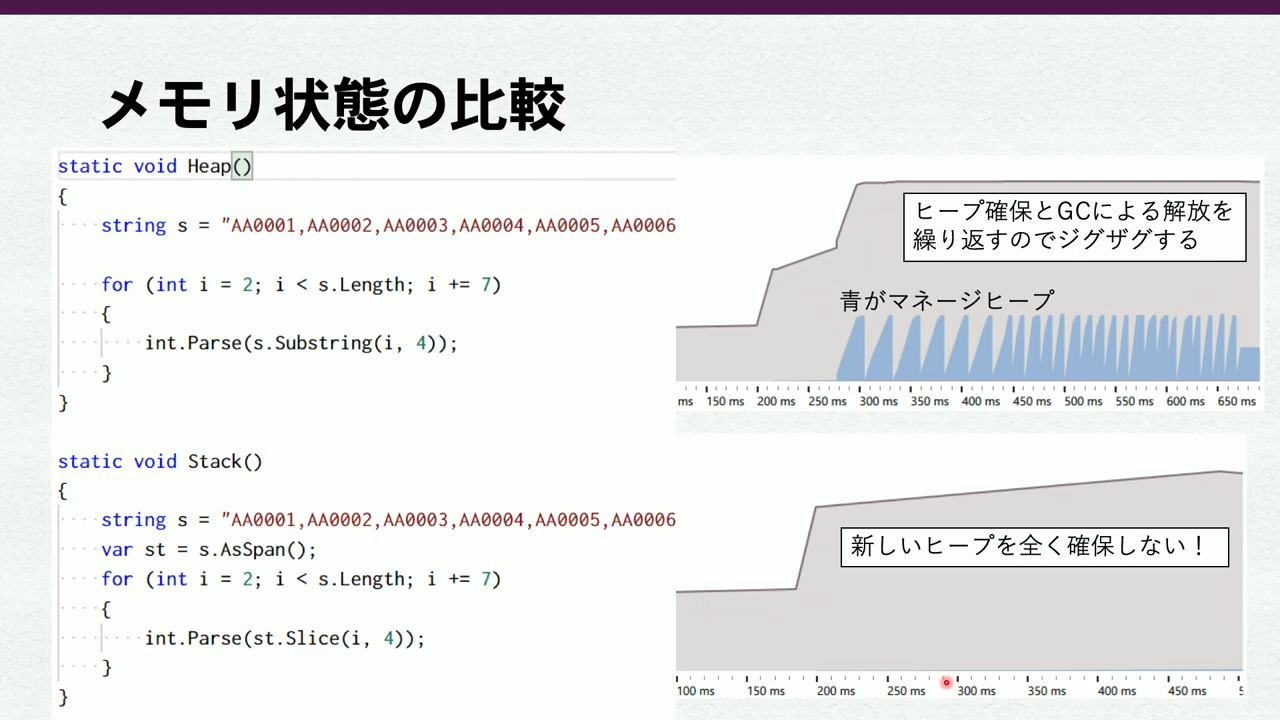 メモリ状態の比較
static void Heap()
{
string s = "AA0001,AA0002,AA0003,AA0004,AA0005,AA0006
for (int i = 2; i < s.Length; i += 7)
{
int.Parse(s.Substring(i, 4));
}
}
static void Stack()
{
string s = "AA0001,AA0002,AA0003,AA0004,AA0005,AA0006
var st = s.AsSpan();
for (int i = 2; i < s.Length; i += 7)
{
int.Parse(st.Slice(i, 4));
}
}
ヒープ確保とGCによる解放を
繰り返すのでジグザグする
青がマネージヒープ
ms 150 ms 200 ms 250 ms 300 ms 350 ms 400 ms 450 ms 500 ms 550 ms 600 ms 650 ms
新しいヒープを全く確保しない！
100 ms 150 ms 200 ms 250 ms 300 ms 350 ms 400 ms 450 ms 5